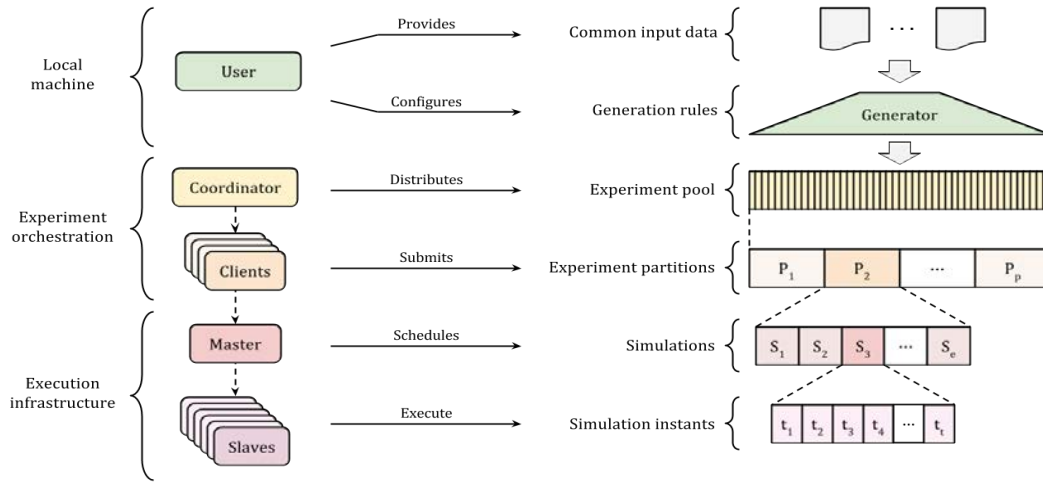 Local
machine
User
Provides
Configures
Common input data
...
Generation rules
Generator
Experiment
orchestration
Coordinator
Distributes
Experiment pool
Clients
Submits
Experiment partitions
P1 P2 ... Pp
Execution
infrastructure
Master
Schedules
Simulations
S1 S2 S3 ... Se
Slaves
Execute
Simulation instants
t1 t2 t3 t4 ... tt